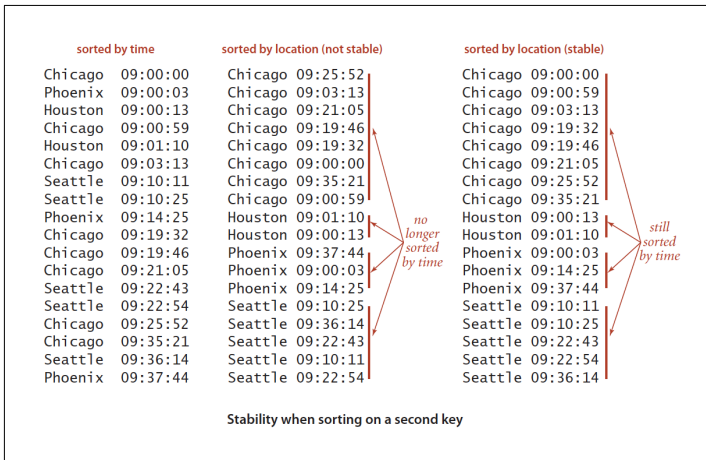 sorted by time
Chicago 09:00:00
Phoenix 09:00:03
Houston 09:00:13
Chicago 09:00:59
Houston 09:01:10
Chicago 09:03:13
Seattle 09:10:11
Seattle 09:10:25
Phoenix 09:14:25
Chicago 09:19:32
Chicago 09:19:46
Chicago 09:21:05
Seattle 09:22:43
Seattle 09:22:54
Chicago 09:25:52
Chicago 09:35:21
Seattle 09:36:14
Phoenix 09:37:44
sorted by location (not stable)
Chicago 09:25:52
Chicago 09:03:13
Chicago 09:21:05
Chicago 09:19:46
Chicago 09:19:32
Chicago 09:00:00
Chicago 09:35:21
Chicago 09:00:59
Houston 09:01:10
Houston 09:00:13
Phoenix 09:37:44
Phoenix 09:00:03
Phoenix 09:14:25
Seattle 09:10:25
Seattle 09:36:14
Seattle 09:22:43
Seattle 09:10:11
Seattle 09:22:54
no
longer
sorted
by time
sorted by location (stable)
Chicago 09:00:00
Chicago 09:00:59
Chicago 09:03:13
Chicago 09:19:32
Chicago 09:19:46
Chicago 09:21:05
Chicago 09:25:52
Chicago 09:35:21
Houston 09:00:13
Houston 09:01:10
Phoenix 09:00:03
Phoenix 09:14:25
Phoenix 09:37:44
Seattle 09:10:11
Seattle 09:10:25
Seattle 09:22:43
Seattle 09:22:54
Seattle 09:36:14
still
sorted
by time
Stability when sorting on a second key